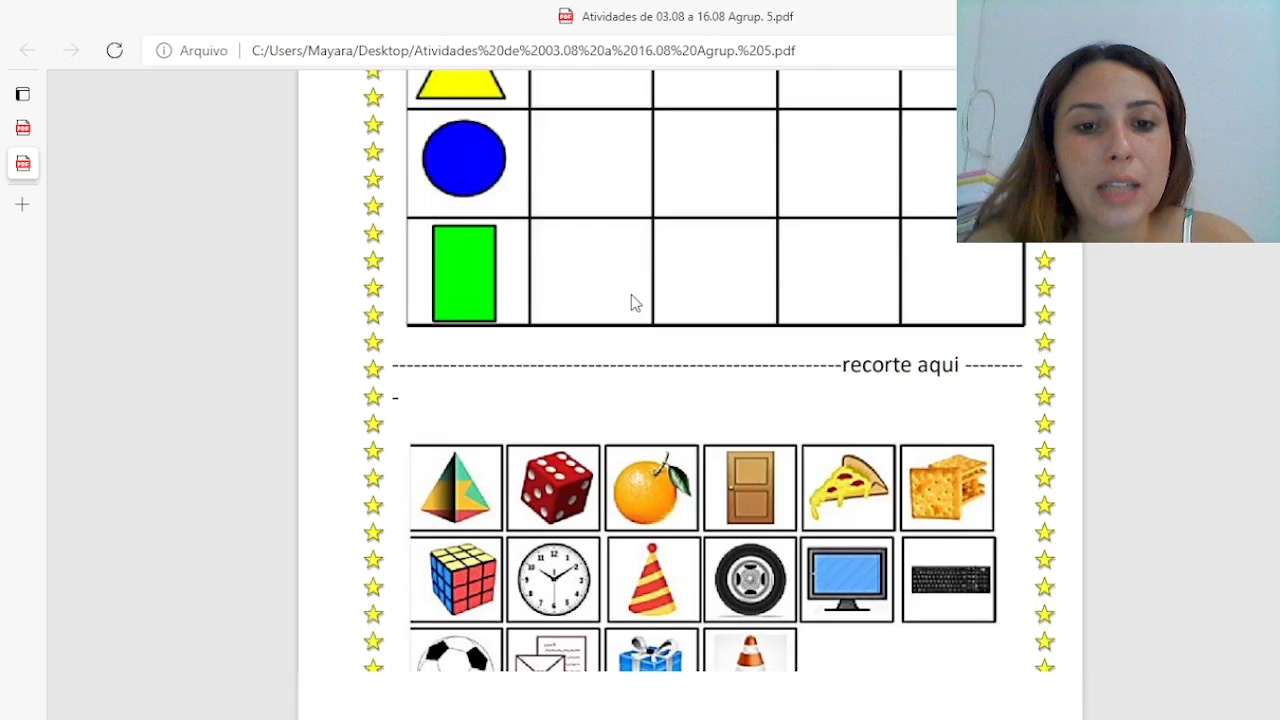 Atividades de 03.08 a 16.08 Agrup. 5.pdf
Arquivo C:/Users/Mayara/Desktop/Atividades%20de%2003.08%20a%2016.08%20Agrup.%205.pdf
--------------------------------------------------------------recorte aqui --------
-